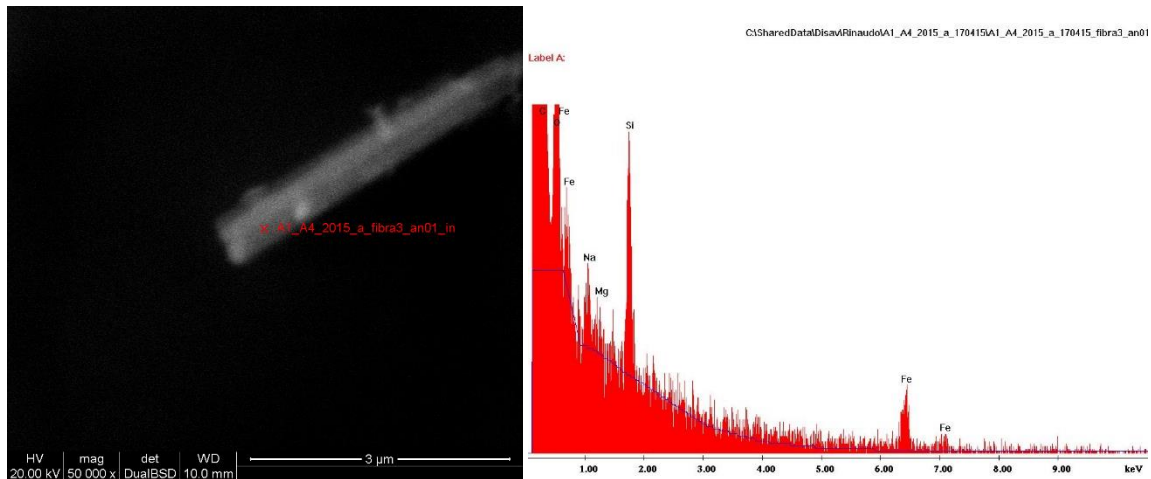 A1_A4_2015_a_fibra3_an01_in
HV mag det WD
20.00 kV 50 000 x DualBSD 10.0 mm
3 µm
C:\SharedData\Disav\Rinaudo\A1_A4_2015_a_170415\A1_A4_2015_a_170415_fibra3_an01
Label A:
C Fe
O
Si
Fe
Na
Mg
Fe
Fe
1.00 2.00 3.00 4.00 5.00 6.00 7.00 8.00 9.00 keV